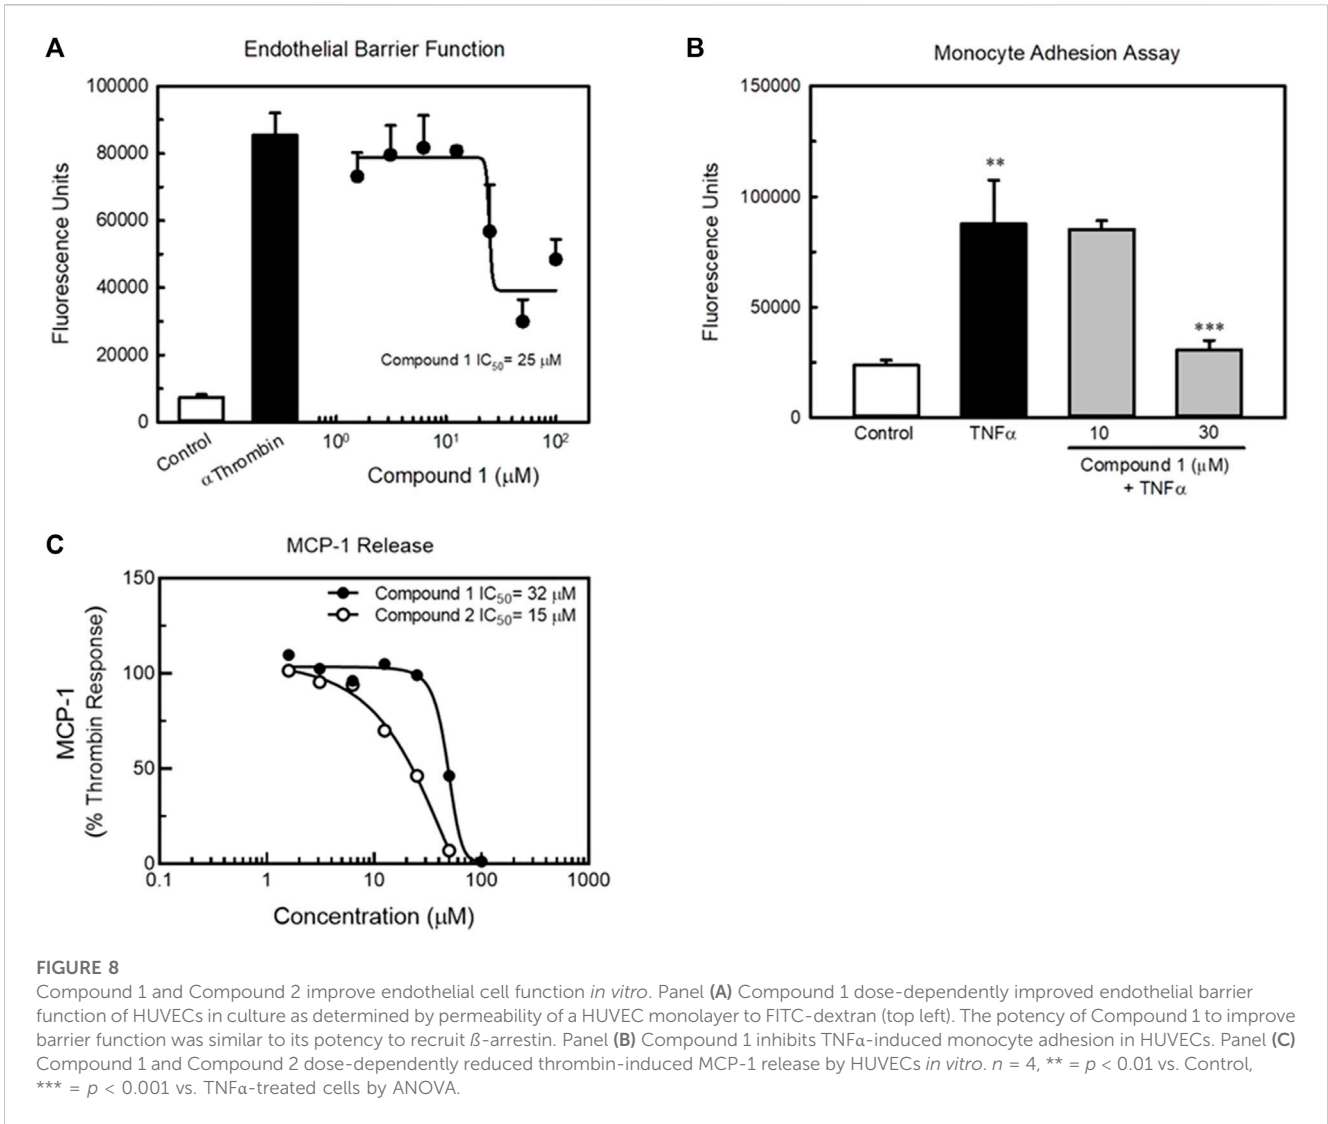 A
Endothelial Barrier Function
100000
80000
60000
40000
20000
0
Fluorescence Units
Compound 1 IC50= 25 μM
Control
α Thrombin
10⁰
10¹
10²
Compound 1 (μM)
B
Monocyte Adhesion Assay
150000
100000
50000
0
Fluorescence Units
**
***
Control
TNFα
10
30
Compound 1 (μM)
+ TNFα
C
MCP-1 Release
150
100
50
0
MCP-1
(% Thrombin Response)
Compound 1 IC50= 32 μM
Compound 2 IC50= 15 μM
0.1
1
10
100
1000
Concentration (μM)
FIGURE 8
Compound 1 and Compound 2 improve endothelial cell function in vitro. Panel (A) Compound 1 dose-dependently improved endothelial barrier
function of HUVECs in culture as determined by permeability of a HUVEC monolayer to FITC-dextran (top left). The potency of Compound 1 to improve
barrier function was similar to its potency to recruit ß-arrestin. Panel (B) Compound 1 inhibits TNFα-induced monocyte adhesion in HUVECs. Panel (C)
Compound 1 and Compound 2 dose-dependently reduced thrombin-induced MCP-1 release by HUVECs in vitro. n = 4, ** = p < 0.01 vs. Control,
*** = p < 0.001 vs. TNFα-treated cells by ANOVA.